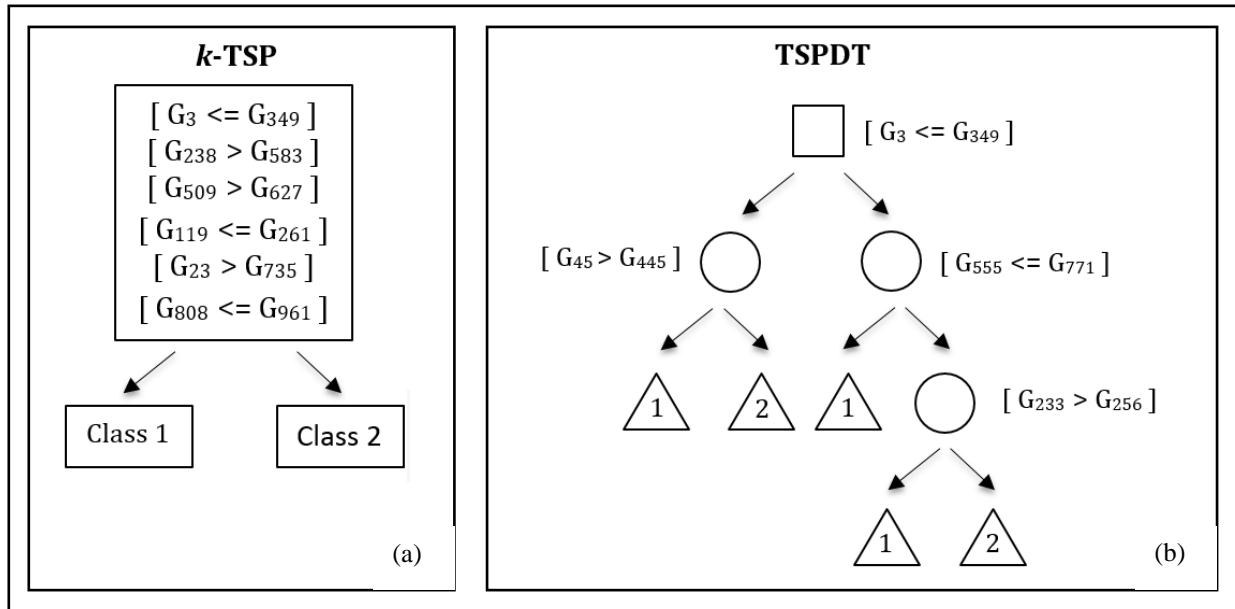 k-TSP
[ G3 <= G349 ]
[ G238 > G583 ]
[ G509 > G627 ]
[ G119 <= G261 ]
[ G23 > G735 ]
[ G808 <= G961 ]
Class 1
Class 2
(a)
TSPDT
[ G3 <= G349 ]
[ G45 > G445 ]
[ G555 <= G771 ]
1
2
1
[ G233 > G256 ]
1
2
(b)